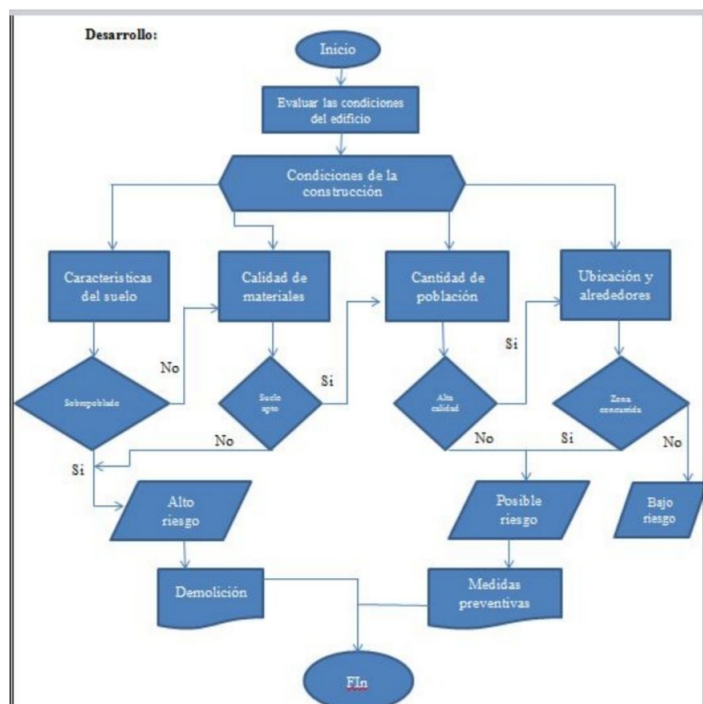 Desarrollo:
Inicio
Evaluar las condiciones
del edificio
Condiciones de la
construcción
Caracteristicas
del suelo
Calidad de
materiales
Cantidad de
población
Ubicación y
alrededores
Si
No
Si
Sobrepoblado
Suelo
apto
Alta
calidad
Zona
concurrida
No
No
Si
No
Si
Alto
riesgo
Posible
riesgo
Bajo
riesgo
Demolición
Medidas
preventivas
FIn